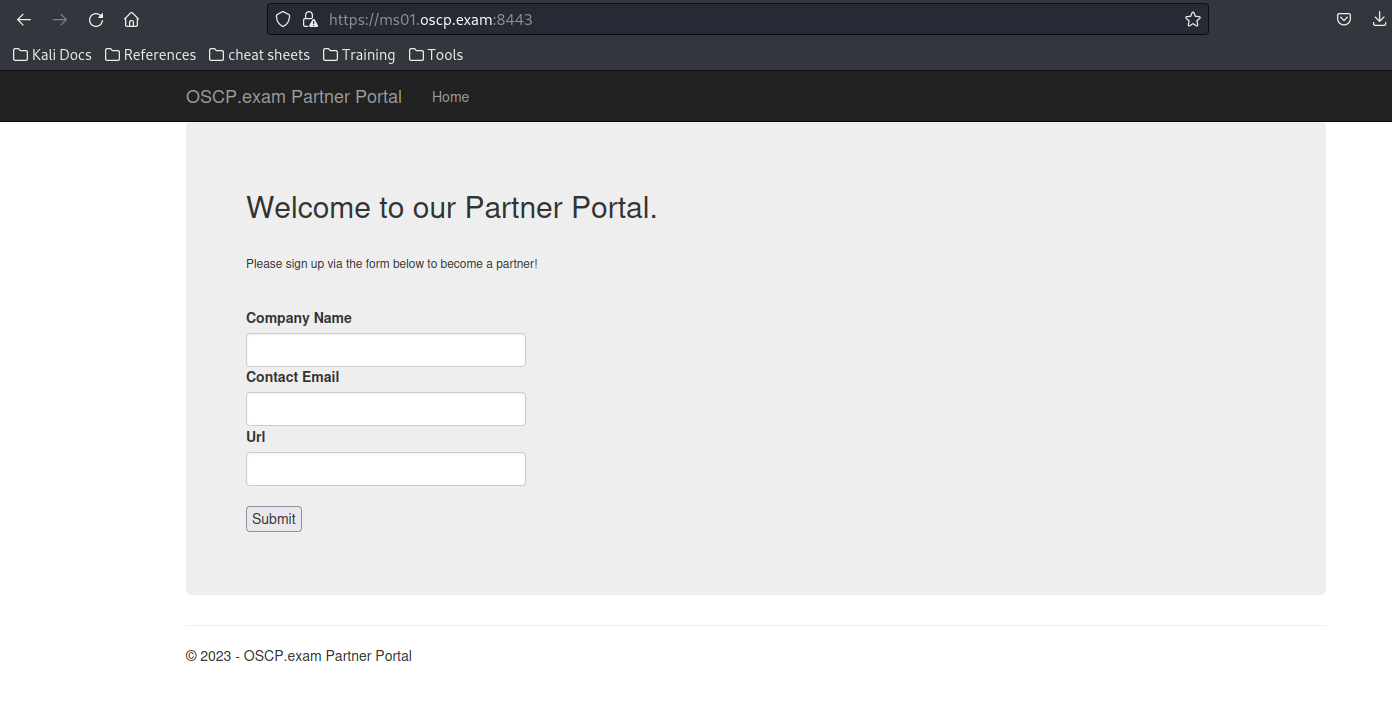 https://ms01.oscp.exam:8443
Kali Docs References cheat sheets Training Tools
OSCP.exam Partner Portal Home
Welcome to our Partner Portal.
Please sign up via the form below to become a partner!
Company Name
Contact Email
Url
Submit
© 2023 - OSCP.exam Partner Portal